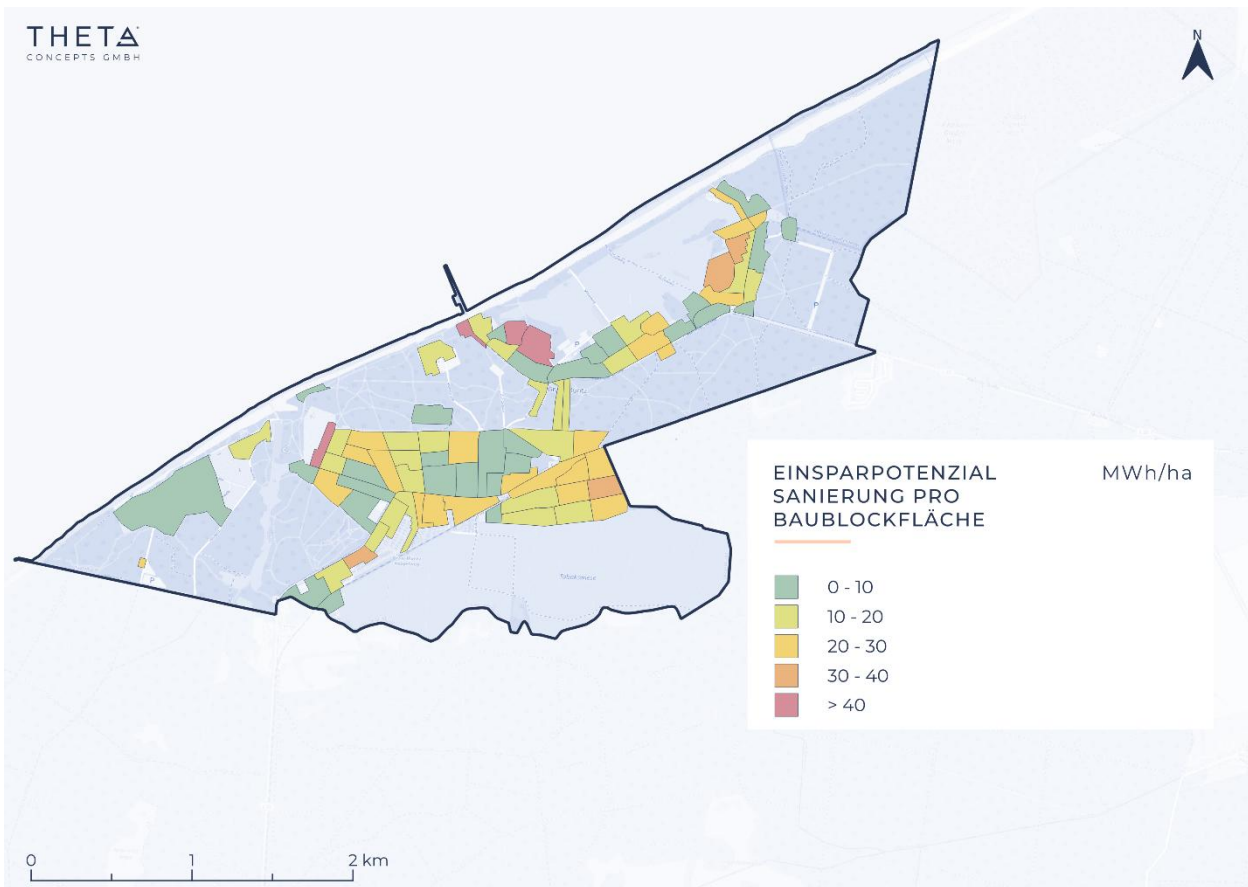 THETA
CONCEPTS GMBH
N
P
P
P
EINSPARPOTENZIAL MWh/ha
SANIERUNG PRO
BAUBLOCKFLÄCHE
0 - 10
10 - 20
20 - 30
30 - 40
> 40
0 1 2 km